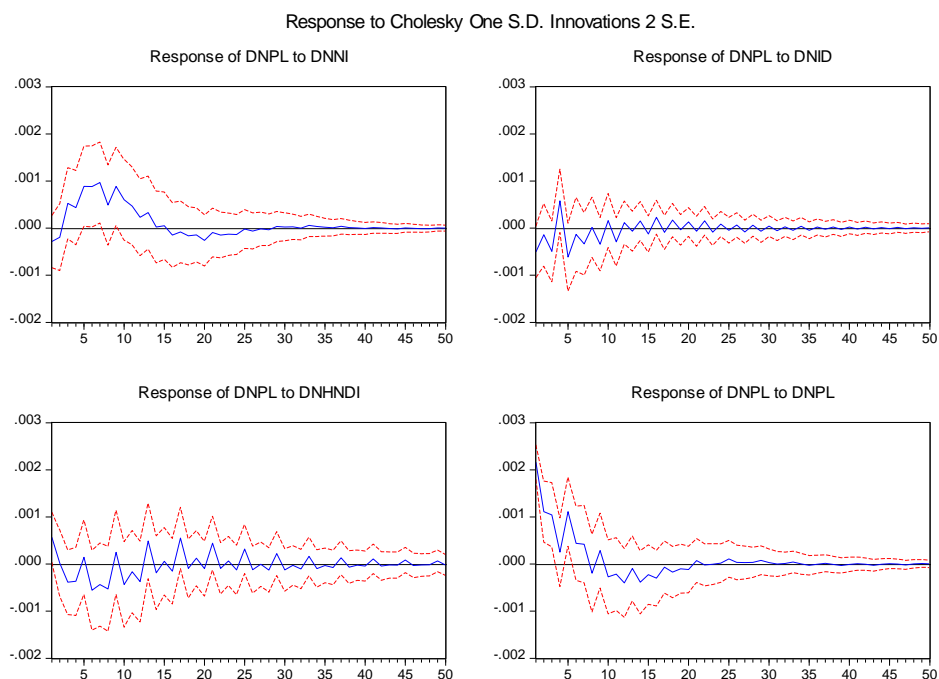 Response to Cholesky One S.D. Innovations 2 S.E.
Response of DNPL to DNNI
.003
.002
.001
.000
-.001
-.002
5 10 15 20 25 30 35 40 45 50
Response of DNPL to DNID
.003
.002
.001
.000
-.001
-.002
5 10 15 20 25 30 35 40 45 50
Response of DNPL to DNHNDI
.003
.002
.001
.000
-.001
-.002
5 10 15 20 25 30 35 40 45 50
Response of DNPL to DNPL
.003
.002
.001
.000
-.001
-.002
5 10 15 20 25 30 35 40 45 50